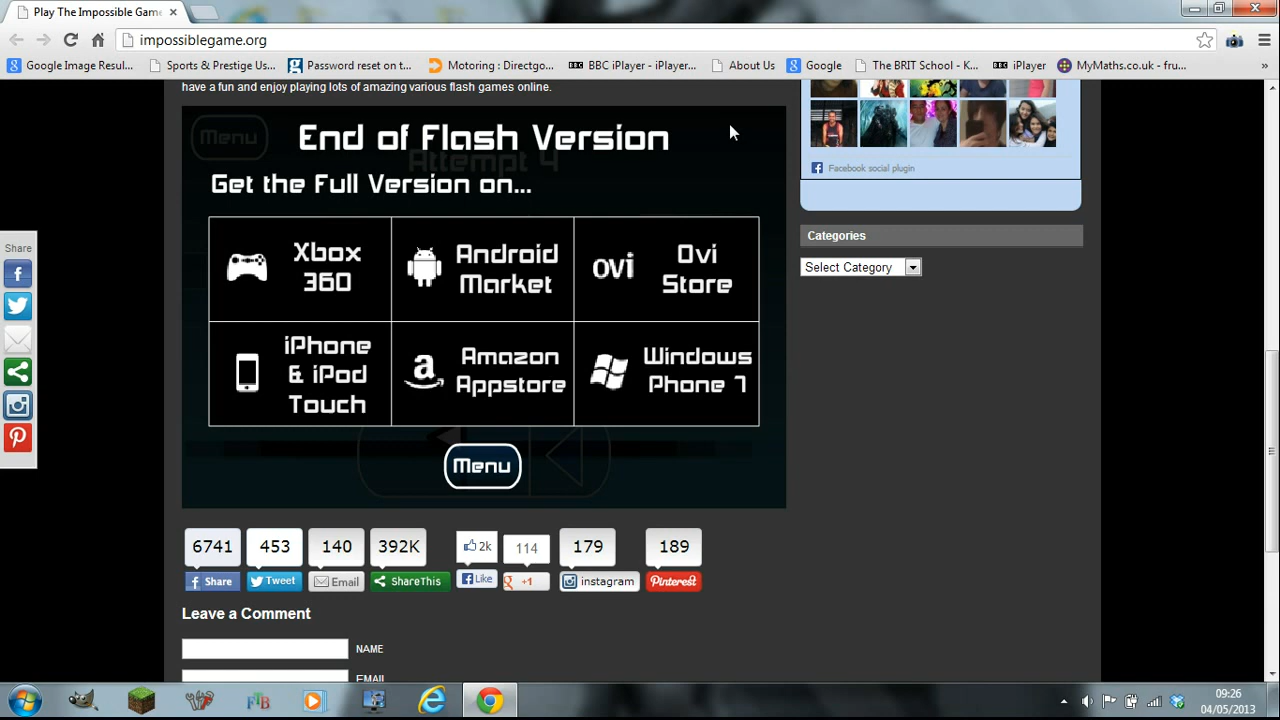 Play The Impossible Gam
impossiblegame.org
Google Image Resul...
Sports & Prestige Us...
Password reset on t...
Motoring : Directgo...
BBC iPlayer - iPlayer...
About Us
Google
The BRIT School - K...
iPlayer
MyMaths.co.uk - fru...
»
have a fun and enjoy playing lots of amazing various flash games online.
Menu
End of Flash Version
Attempt 4
Get the Full Version on...
Xbox
360
Android
Market
OVI
Ovi
Store
iPhone
& iPod
Touch
Amazon
Appstore
Windows
Phone 7
Menu
Facebook social plugin
Categories
Select Category
Share
6741
453
140
392K
2k
114
179
189
Share
Tweet
Email
ShareThis
Like
+1
instagram
Pinterest
Leave a Comment
NAME
EMAIL
FTB
09:26
04/05/2013